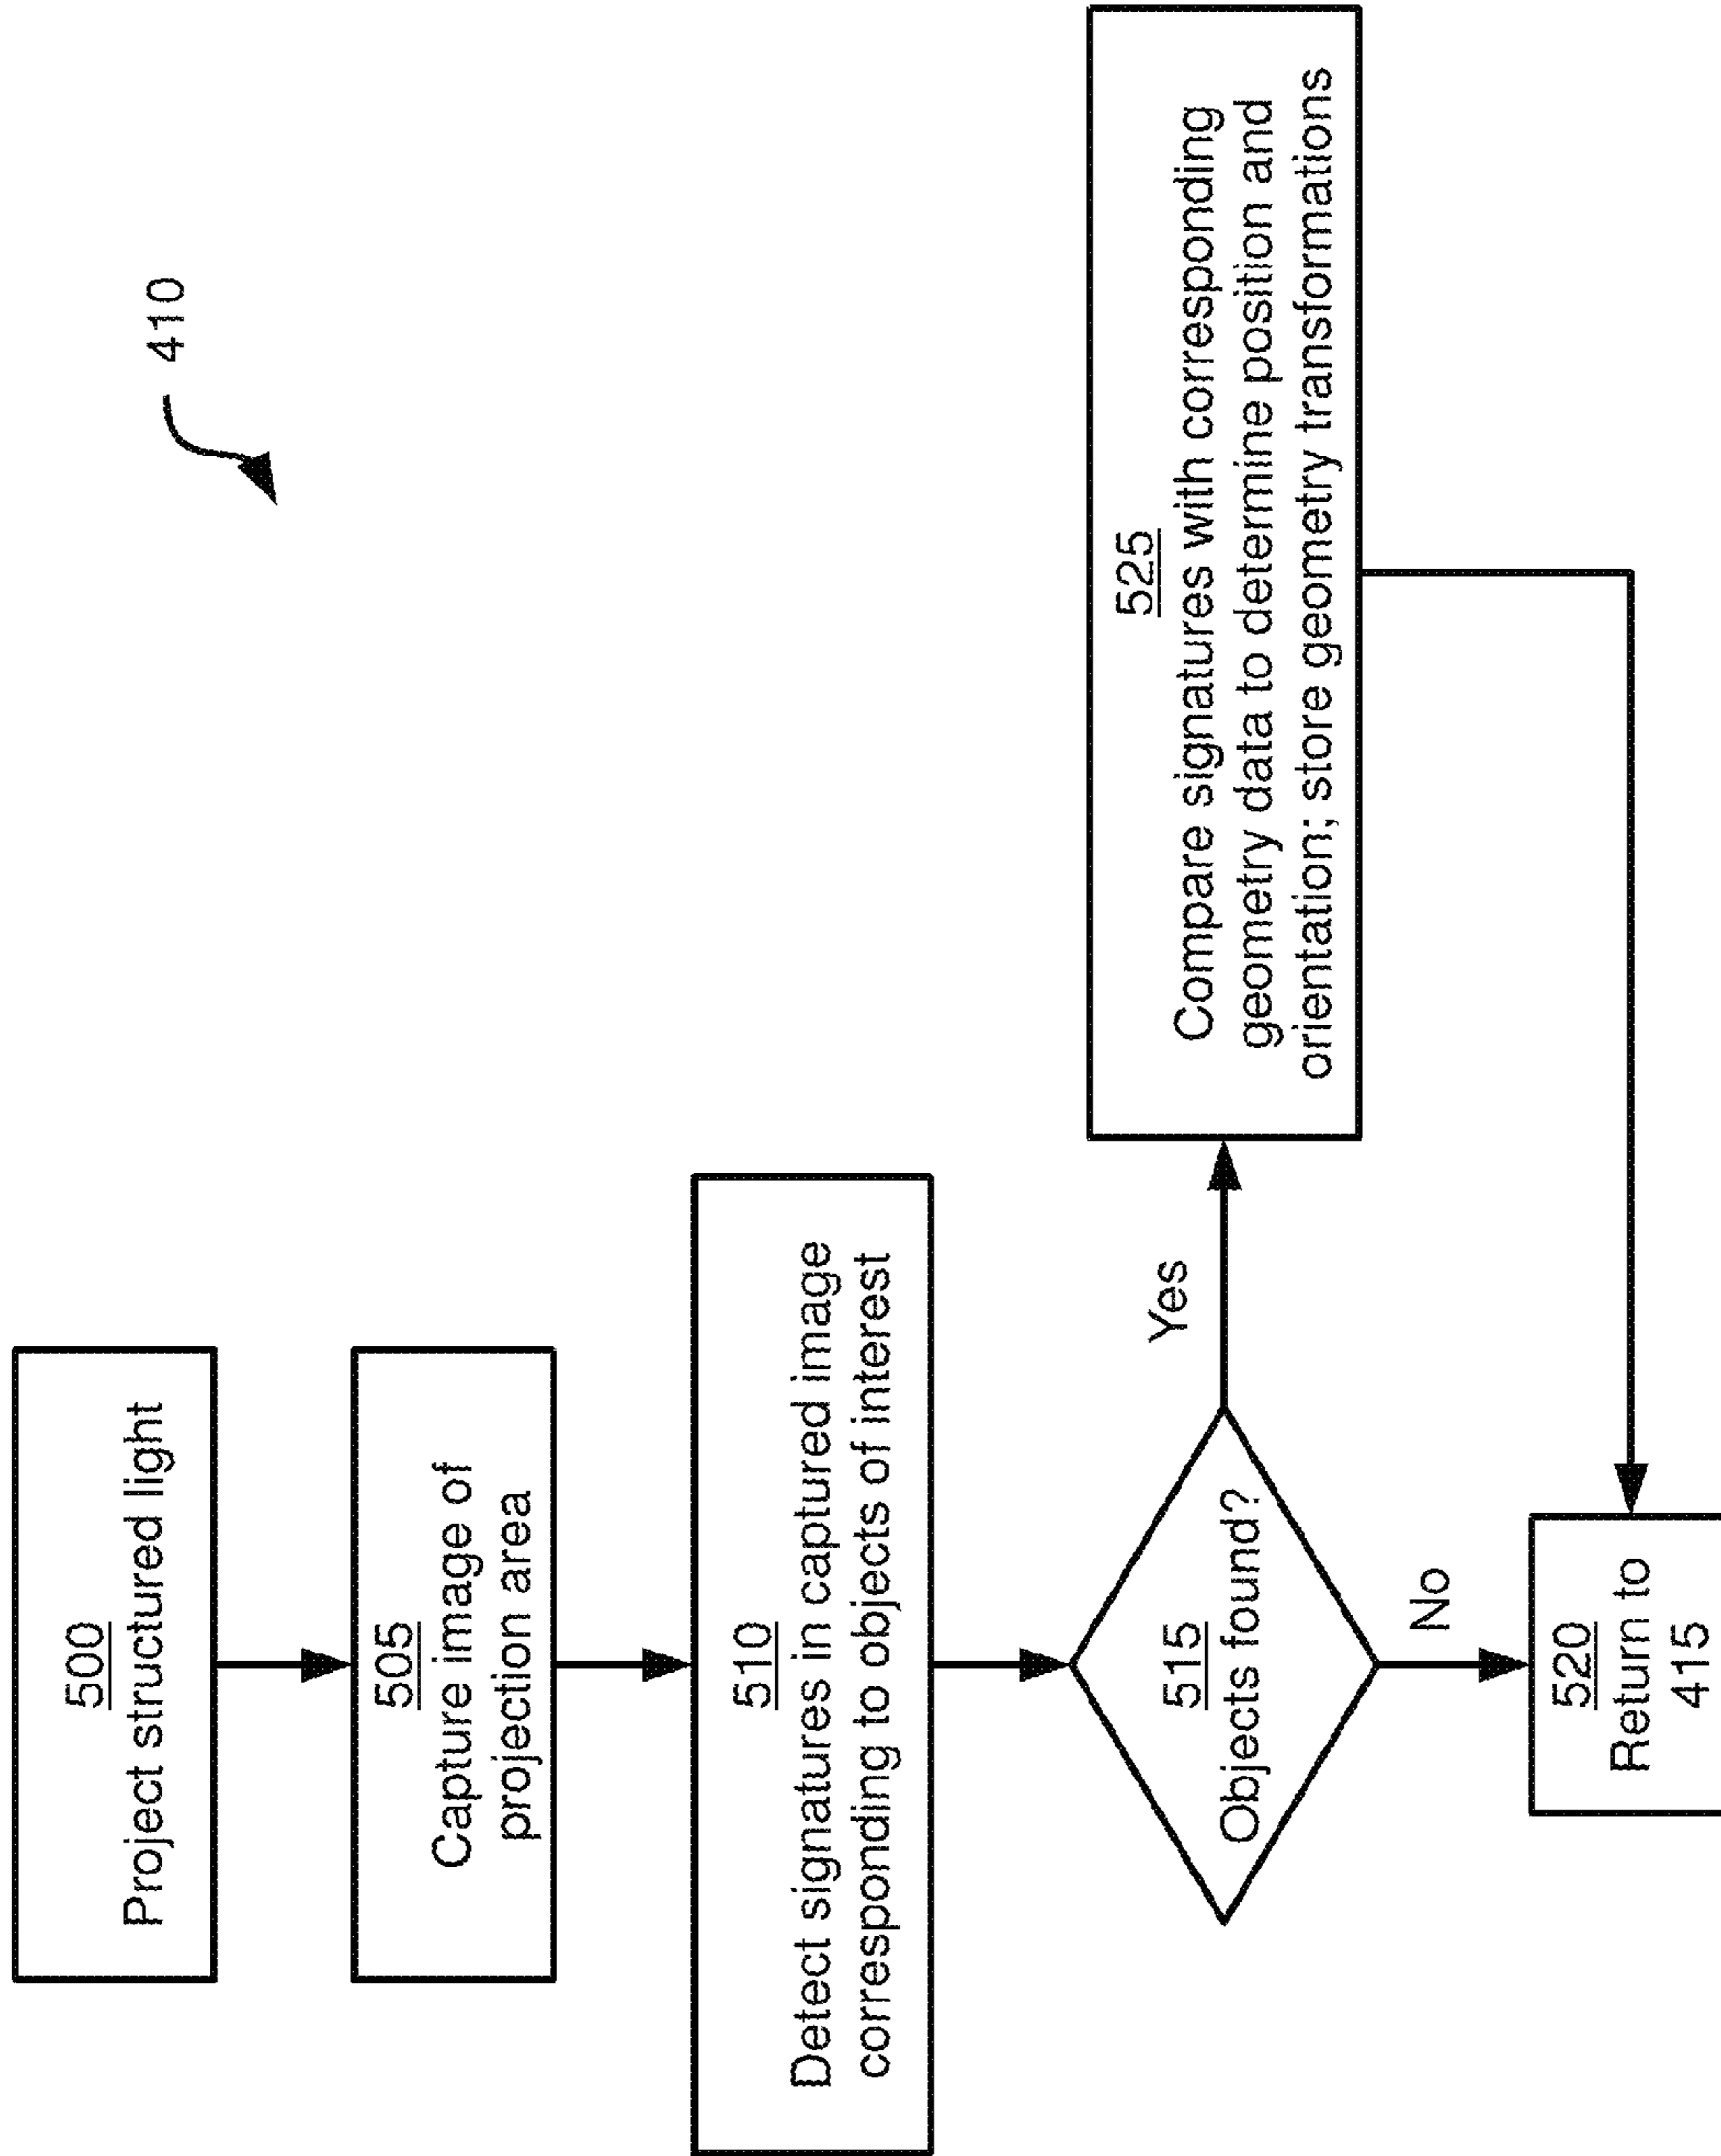 410
500
Project structured light
505
Capture image of
projection area
510
Detect signatures in captured image
corresponding to objects of interest
515
Objects found?
Yes
525
Compare signatures with corresponding
geometry data to determine position and
orientation; store geometry transformations
No
520
Return to
415